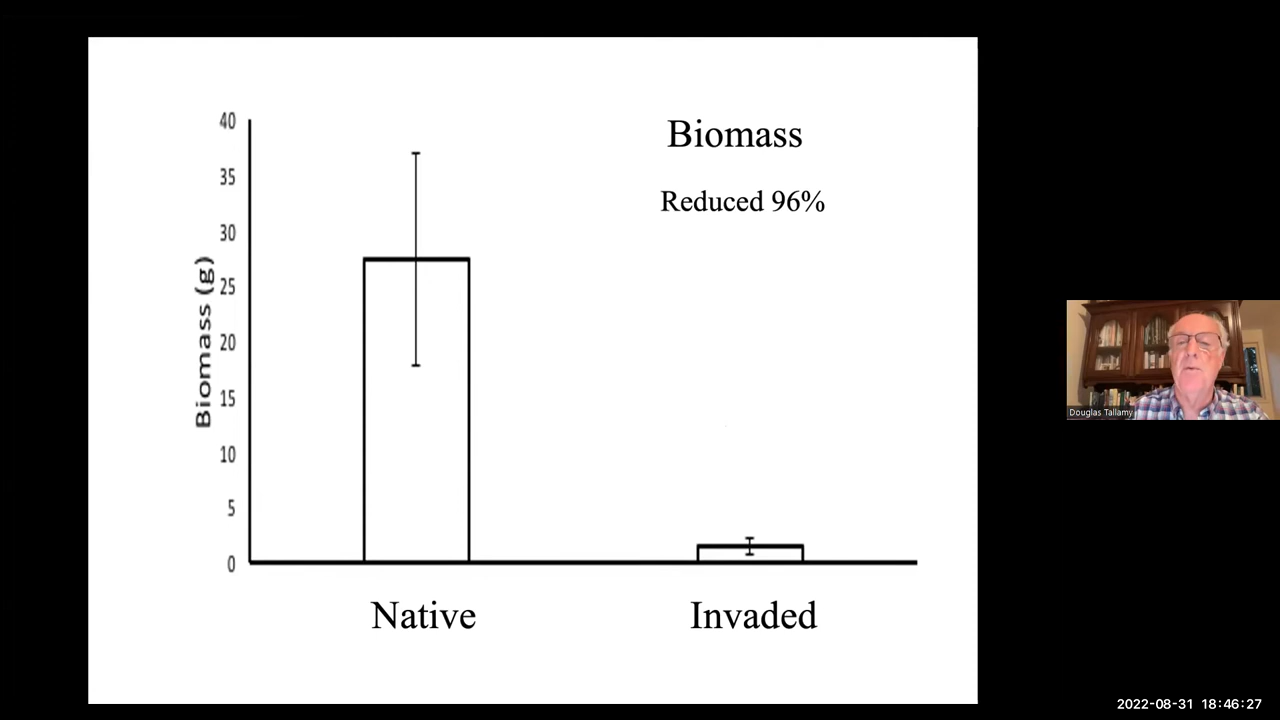 Biomass
Reduced 96%
40
35
30
25
20
15
10
5
0
Biomass (g)
Native
Invaded
Douglas Tallamy
2022-08-31 18:46:27